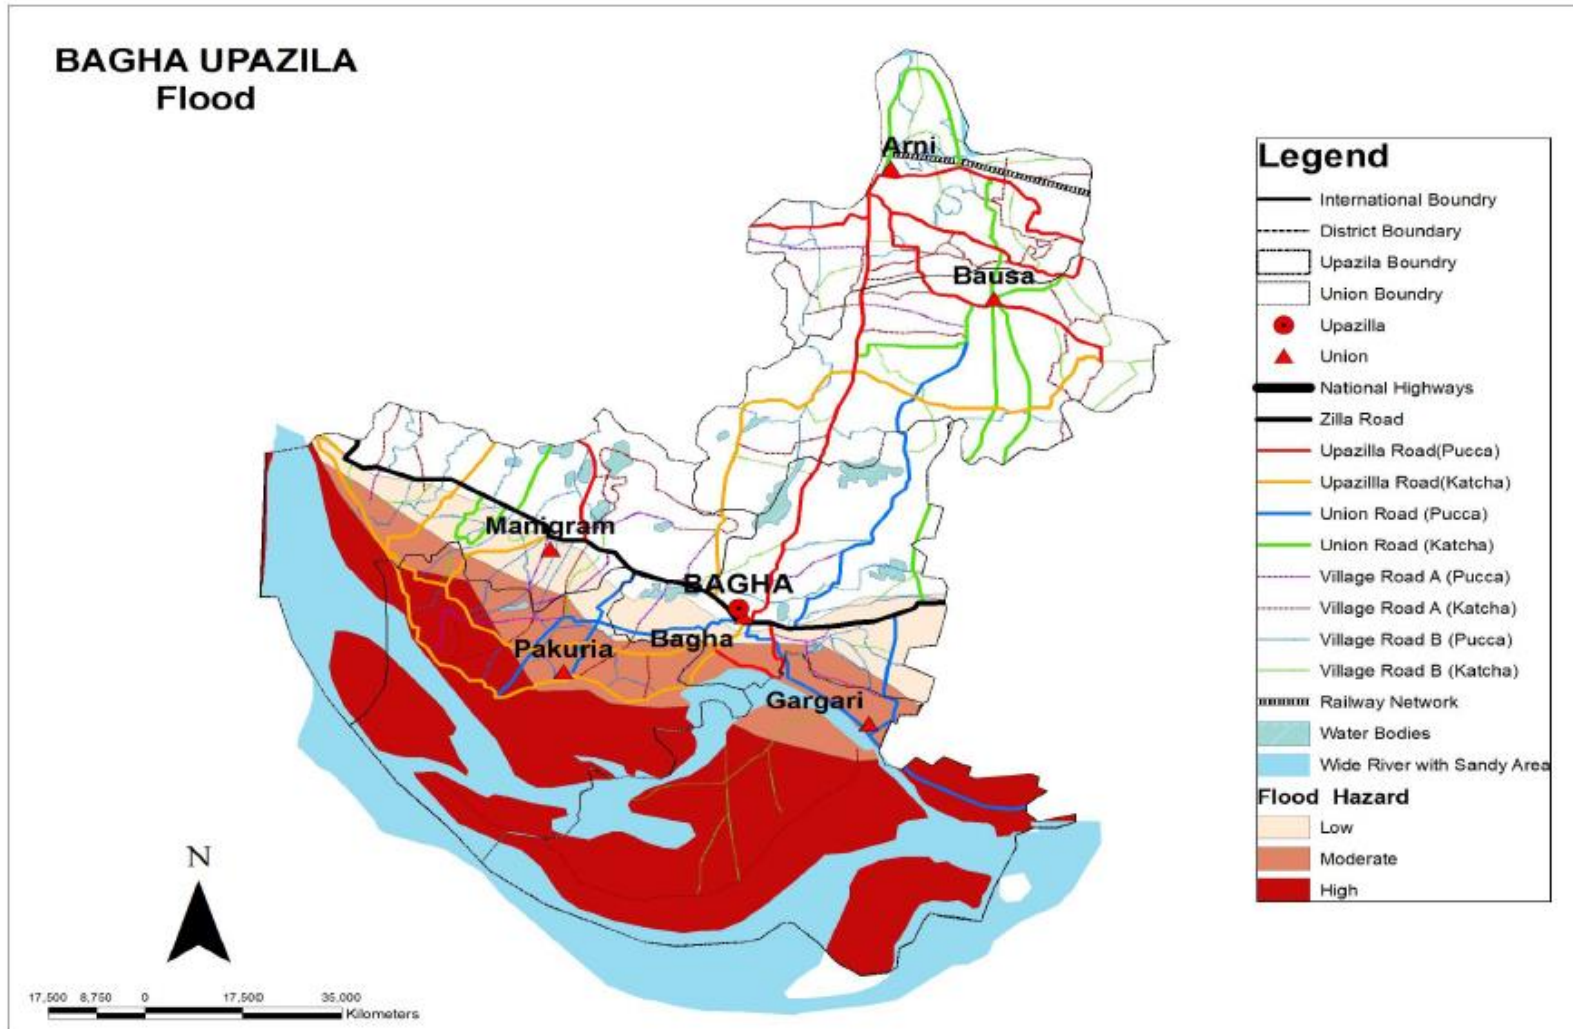 BAGHA UPAZILA
Flood
Arni
Bausa
Manigram
BAGHA
Bagha
Pakuria
Gargari
N
17,500 8,750 0 17,500 35,000
Kilometers
Legend
International Boundry
District Boundary
Upazila Boundry
Union Boundry
Upazilla
Union
National Highways
Zilla Road
Upazilla Road(Pucca)
Upazillla Road(Katcha)
Union Road (Pucca)
Union Road (Katcha)
Village Road A (Pucca)
Village Road A (Katcha)
Village Road B (Pucca)
Village Road B (Katcha)
Railway Network
Water Bodies
Wide River with Sandy Area
Flood Hazard
Low
Moderate
High